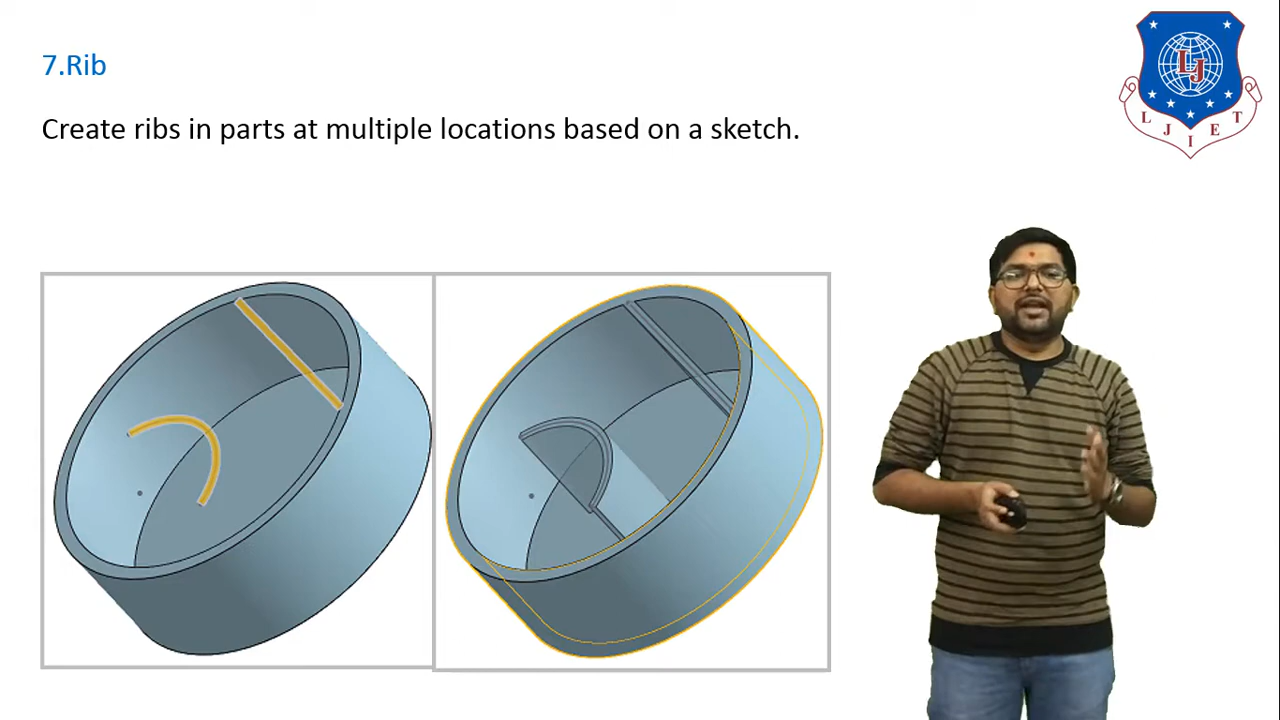 7.Rib
Create ribs in parts at multiple locations based on a sketch.
LJ
L J I E T